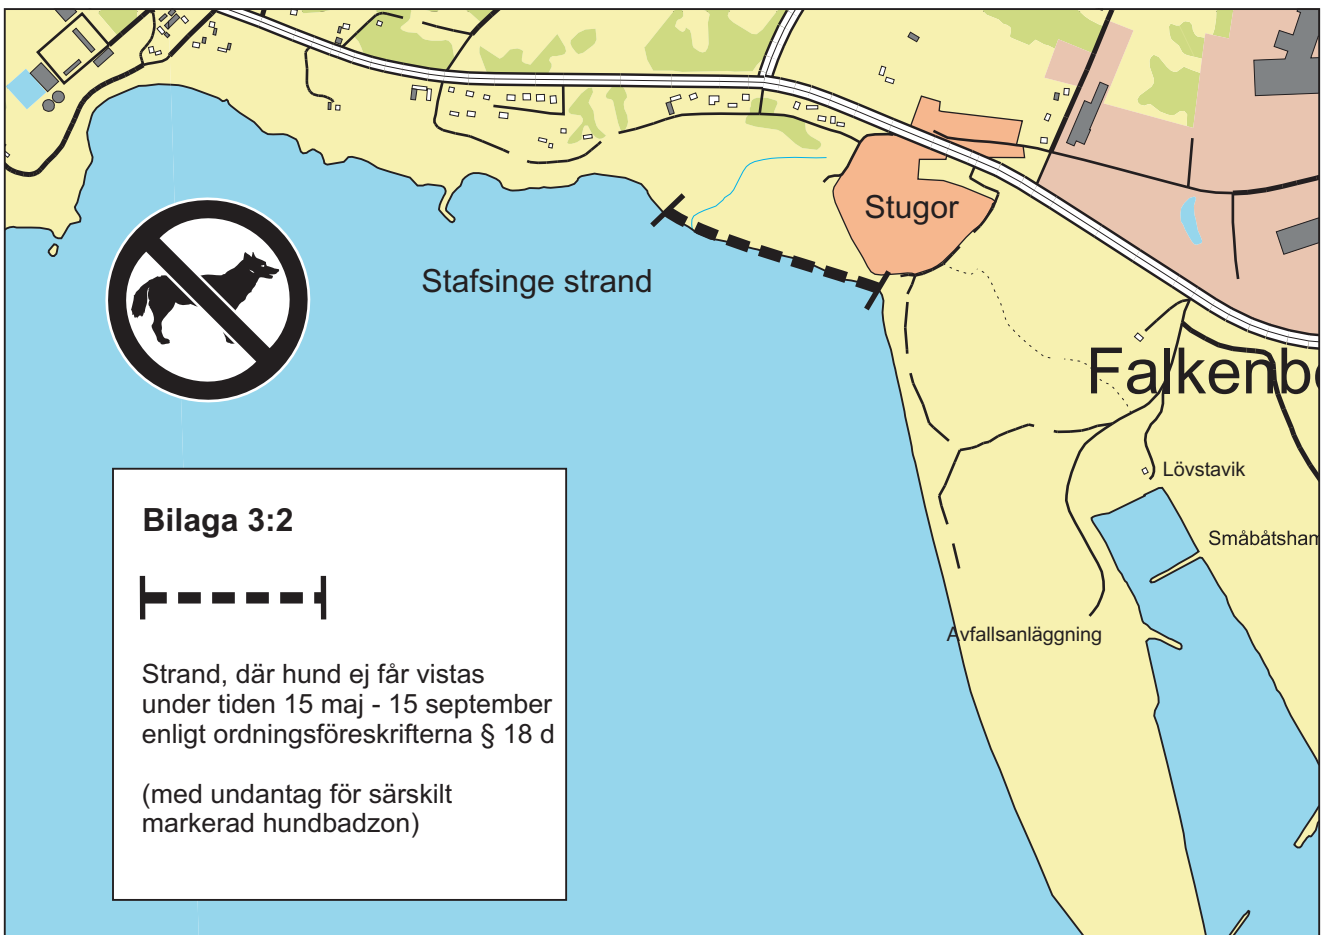 Stugor
Stafsinge strand
Falkenbe
Lövstavik
Småbåtsham
Avfallsanläggning
Bilaga 3:2
Strand, där hund ej får vistas
under tiden 15 maj - 15 september
enligt ordningsföreskrifterna § 18 d
(med undantag för särskilt
markerad hundbadzon)